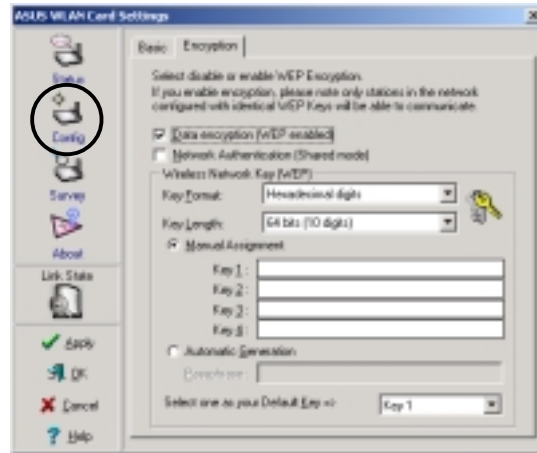 ASUS WLAN Card Settings
Status
Config
Survey
About
Link State
Apply
OK
Cancel
Help
Basic
Encryption
Select disable or enable WEP Encryption.
If you enable encryption, please note only stations in the network
configured with identical WEP Keys will be able to communicate.
Data encryption (WEP enabled)
Network Authentication (Shared mode)
Wireless Network Key (WEP)
Key Format: Hexadecimal digits
Key Length: 64 bits (10 digits)
Manual Assignment
Key 1 :
Key 2 :
Key 3 :
Key 4 :
Automatic Generation
Passphrase :
Select one as your Default Key => Key 1